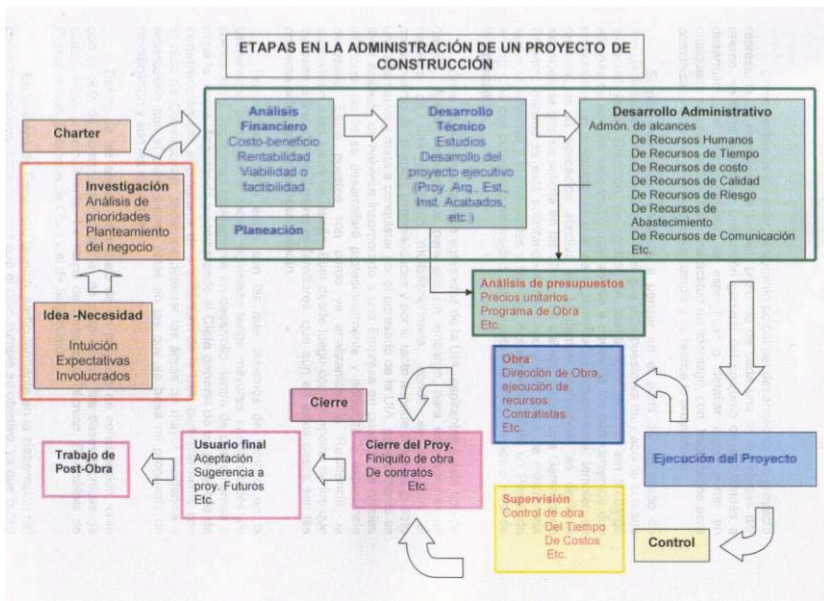 ETAPAS EN LA ADMINISTRACIÓN DE UN PROYECTO DE
CONSTRUCCIÓN
Charter
Investigación
Análisis de
prioridades
Planteamiento
del negocio
Idea -Necesidad
Intuición
Expectativas
Involucrados
Análisis
Financiero
Costo-beneficio
Rentabilidad
Viabilidad o
factibilidad
Planeación
Desarrollo
Técnico
Estudios
Desarrollo del
proyecto ejecutivo
(Proy. Arq., Est.,
Inst. Acabados,
etc.)
Desarrollo Administrativo
Admón. de alcances
De Recursos Humanos
De Recursos de Tiempo
De Recursos de costo
De Recursos de Calidad
De Recursos de Riesgo
De Recursos de
Abastecimiento
De Recursos de Comunicación
Etc.
Análisis de presupuestos
Precios unitarios
Programa de Obra
Etc.
Obra
Dirección de Obra,
ejecución de
recursos
Contratistas
Etc.
Ejecución del Proyecto
Control
Supervisión
Control de obra
Del Tiempo
De Costos
Etc.
Cierre
Cierre del Proy.
Finiquito de obra
De contratos
Etc.
Usuario final
Aceptación
Sugerencia a
proy. Futuros
Etc.
Trabajo de
Post-Obra